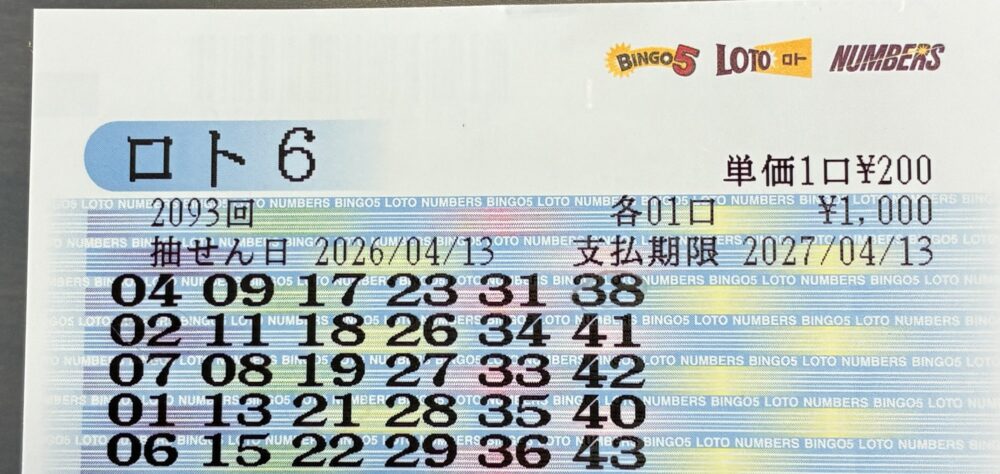 BINGO5 LOTO ロト NUMBERS
ロト6
単価1口¥200
2093回 各01口 ¥1,000
抽せん日 2026/04/13 支払期限 2027/04/13
04 09 17 23 31 38
02 11 18 26 34 41
07 08 19 27 33 42
01 13 21 28 35 40
06 15 22 29 36 43